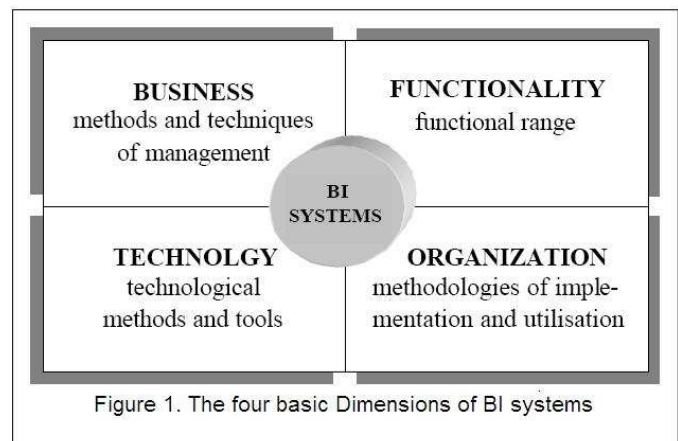 BUSINESS
methods and techniques
of management
FUNCTIONALITY
functional range
BI
SYSTEMS
TECHNOLGY
technological
methods and tools
ORGANIZATION
methodologies of imple-
mentation and utilisation
Figure 1. The four basic Dimensions of BI systems